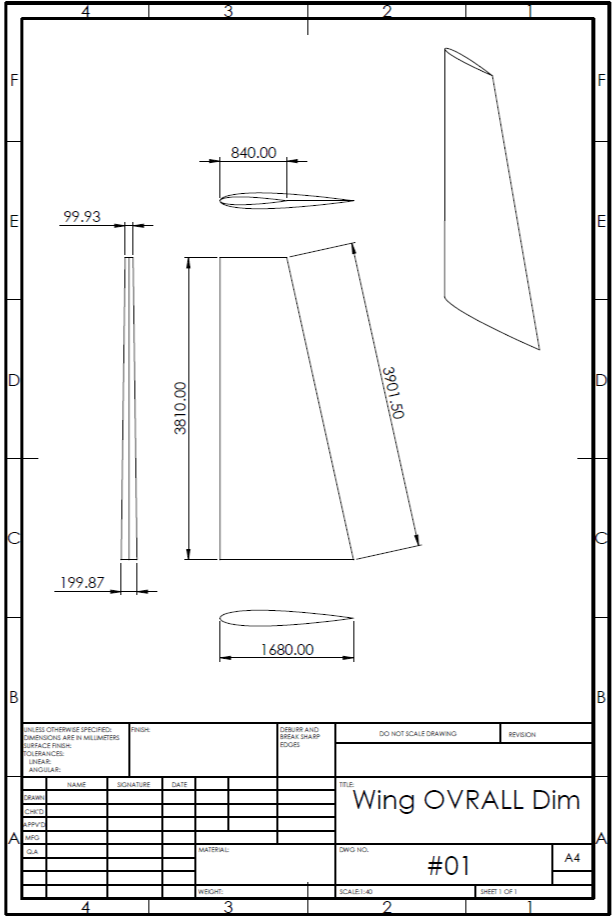 4 3 2 1
F F
840.00
99.93
E E
3901.50
D D
3810.00
C C
199.87
1680.00
B B
UNLESS OTHERWISE SPECIFIED: FINISH: DEBURR AND DO NOT SCALE DRAWING REVISION
DIMENSIONS ARE IN MILLIMETERS BREAK SHARP
SURFACE FINISH: EDGES
TOLERANCES:
LINEAR:
ANGULAR:
NAME SIGNATURE DATE TITLE:
DRAWN
Wing OVRALL Dim
CHK'D
APPV'D
A A
MFG
Q.A MATERIAL: DWG NO.
#01 A4
WEIGHT: SCALE:1:40 SHEET 1 OF 1
4 3 2 1